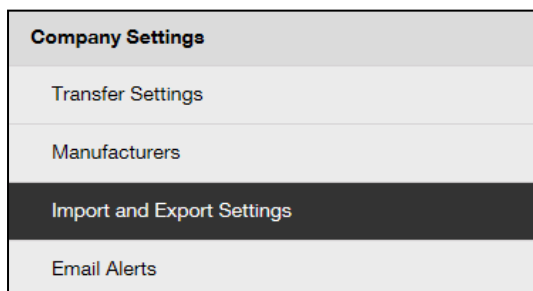 Company Settings
Transfer Settings
Manufacturers
Import and Export Settings
Email Alerts